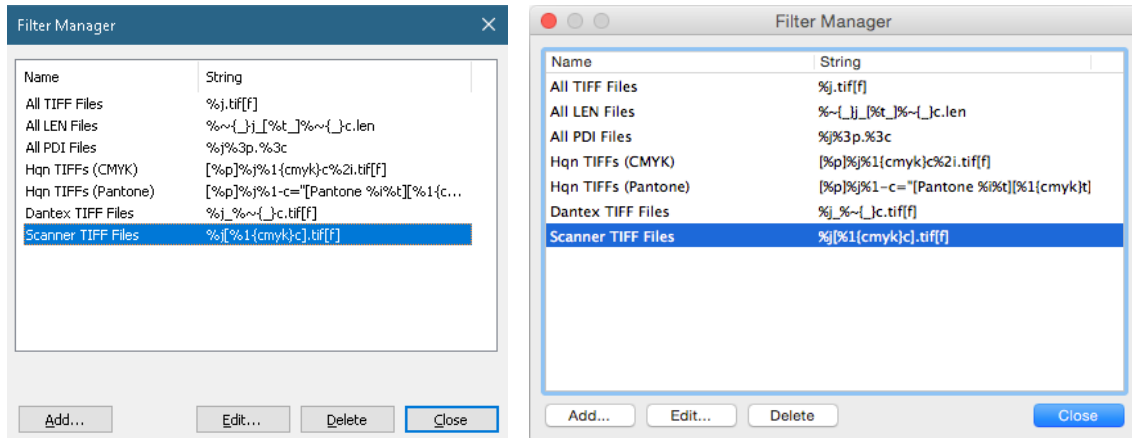 Filter Manager
Name String
All TIFF Files %j.tif[f]
All LEN Files %~{_}j_[%t_]%~{_}c.len
All PDI Files %j%3p.%3c
Hqn TIFFs (CMYK) [%p]%j%1{cmyk}c%2i.tif[f]
Hqn TIFFs (Pantone) [%p]%j%1-c="[Pantone %i%t][%1{c...
Dantex TIFF Files %j_%~{_}c.tif[f]
Scanner TIFF Files %j[%1{cmyk}c].tif[f]
Add... Edit... Delete Close
Filter Manager
Name String
All TIFF Files %j.tif[f]
All LEN Files %~{_}j_[%t_]%~{_}c.len
All PDI Files %j%3p.%3c
Hqn TIFFs (CMYK) [%p]%j%1{cmyk}c%2i.tif[f]
Hqn TIFFs (Pantone) [%p]%j%1-c="[Pantone %i%t][%1{cmyk}t]
Dantex TIFF Files %j_%~{_}c.tif[f]
Scanner TIFF Files %j[%1{cmyk}c].tif[f]
Add... Edit... Delete Close